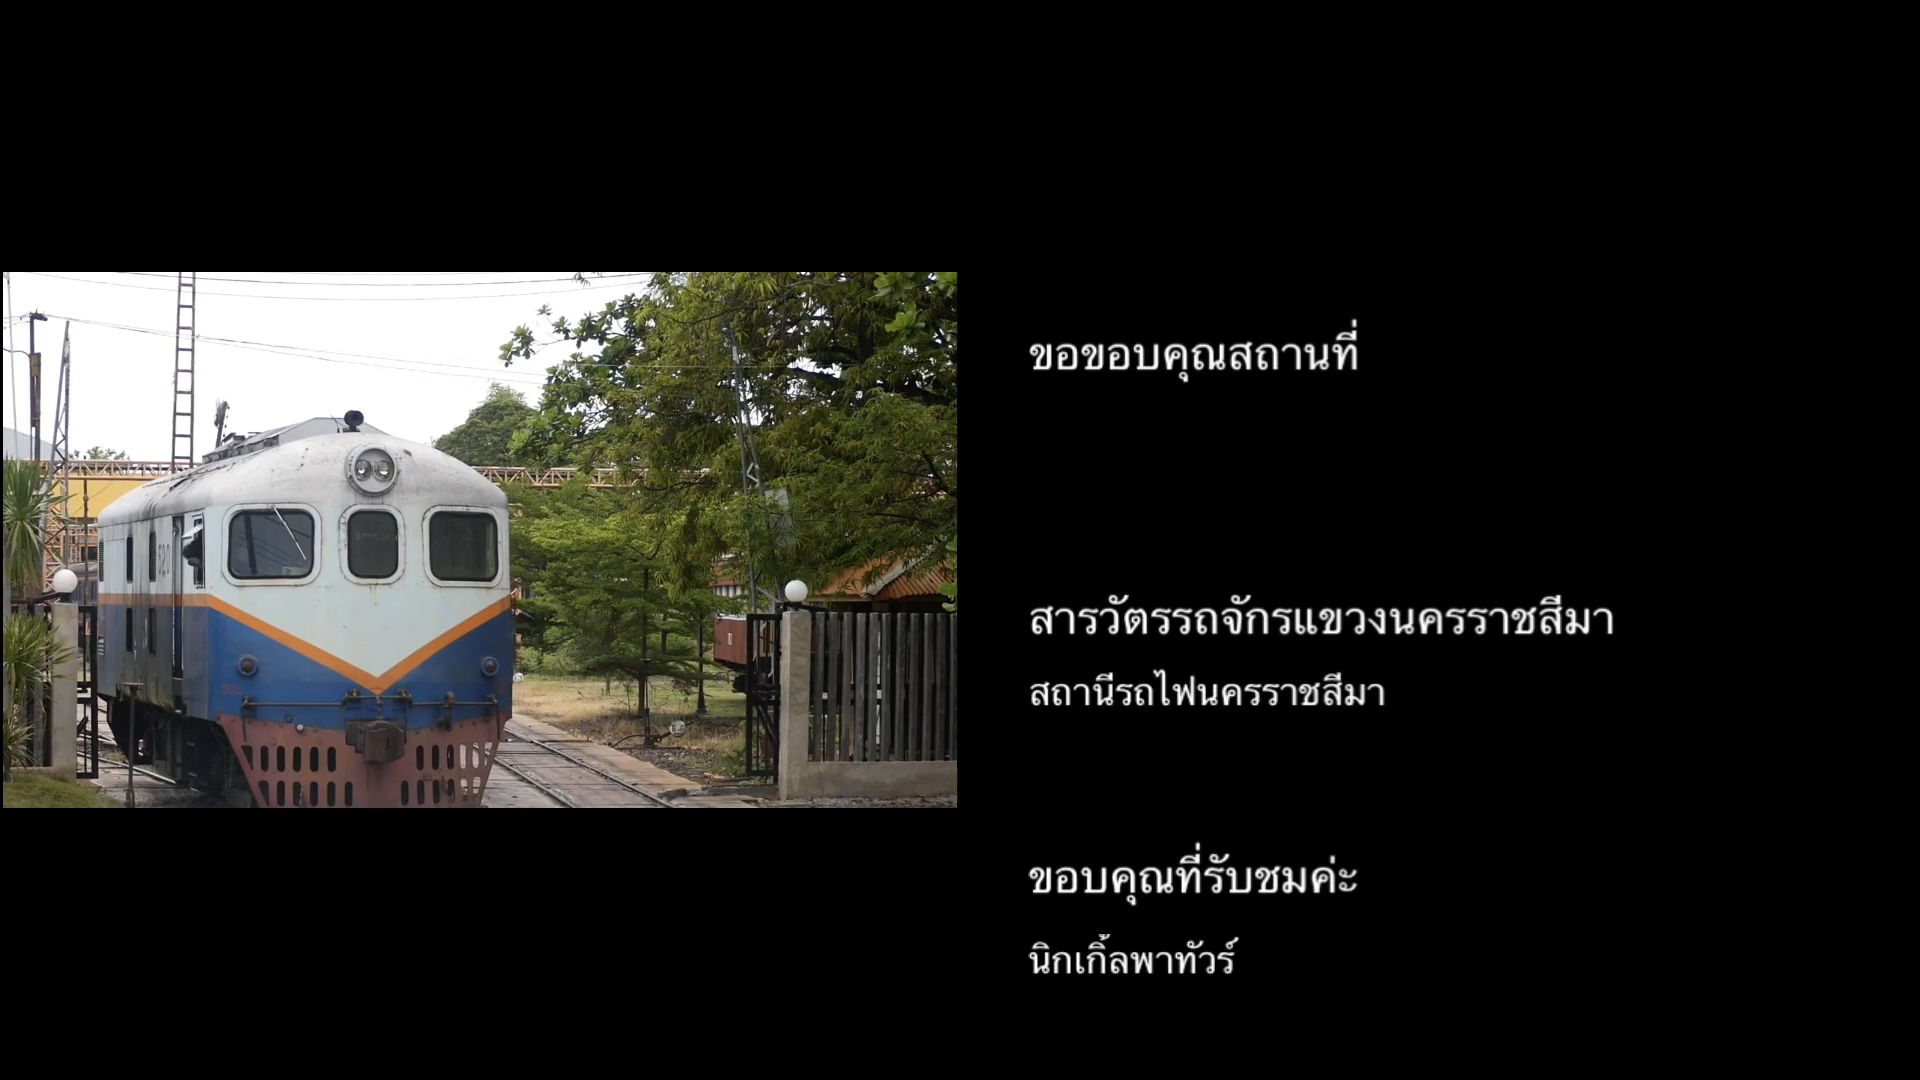 ขอขอบคุณสถานที่
สารวัตรรถจักรแขวงนครราชสีมา
สถานีรถไฟนครราชสีมา
ขอบคุณที่รับชมค่ะ
นิกเกิ้ลพาทัวร์